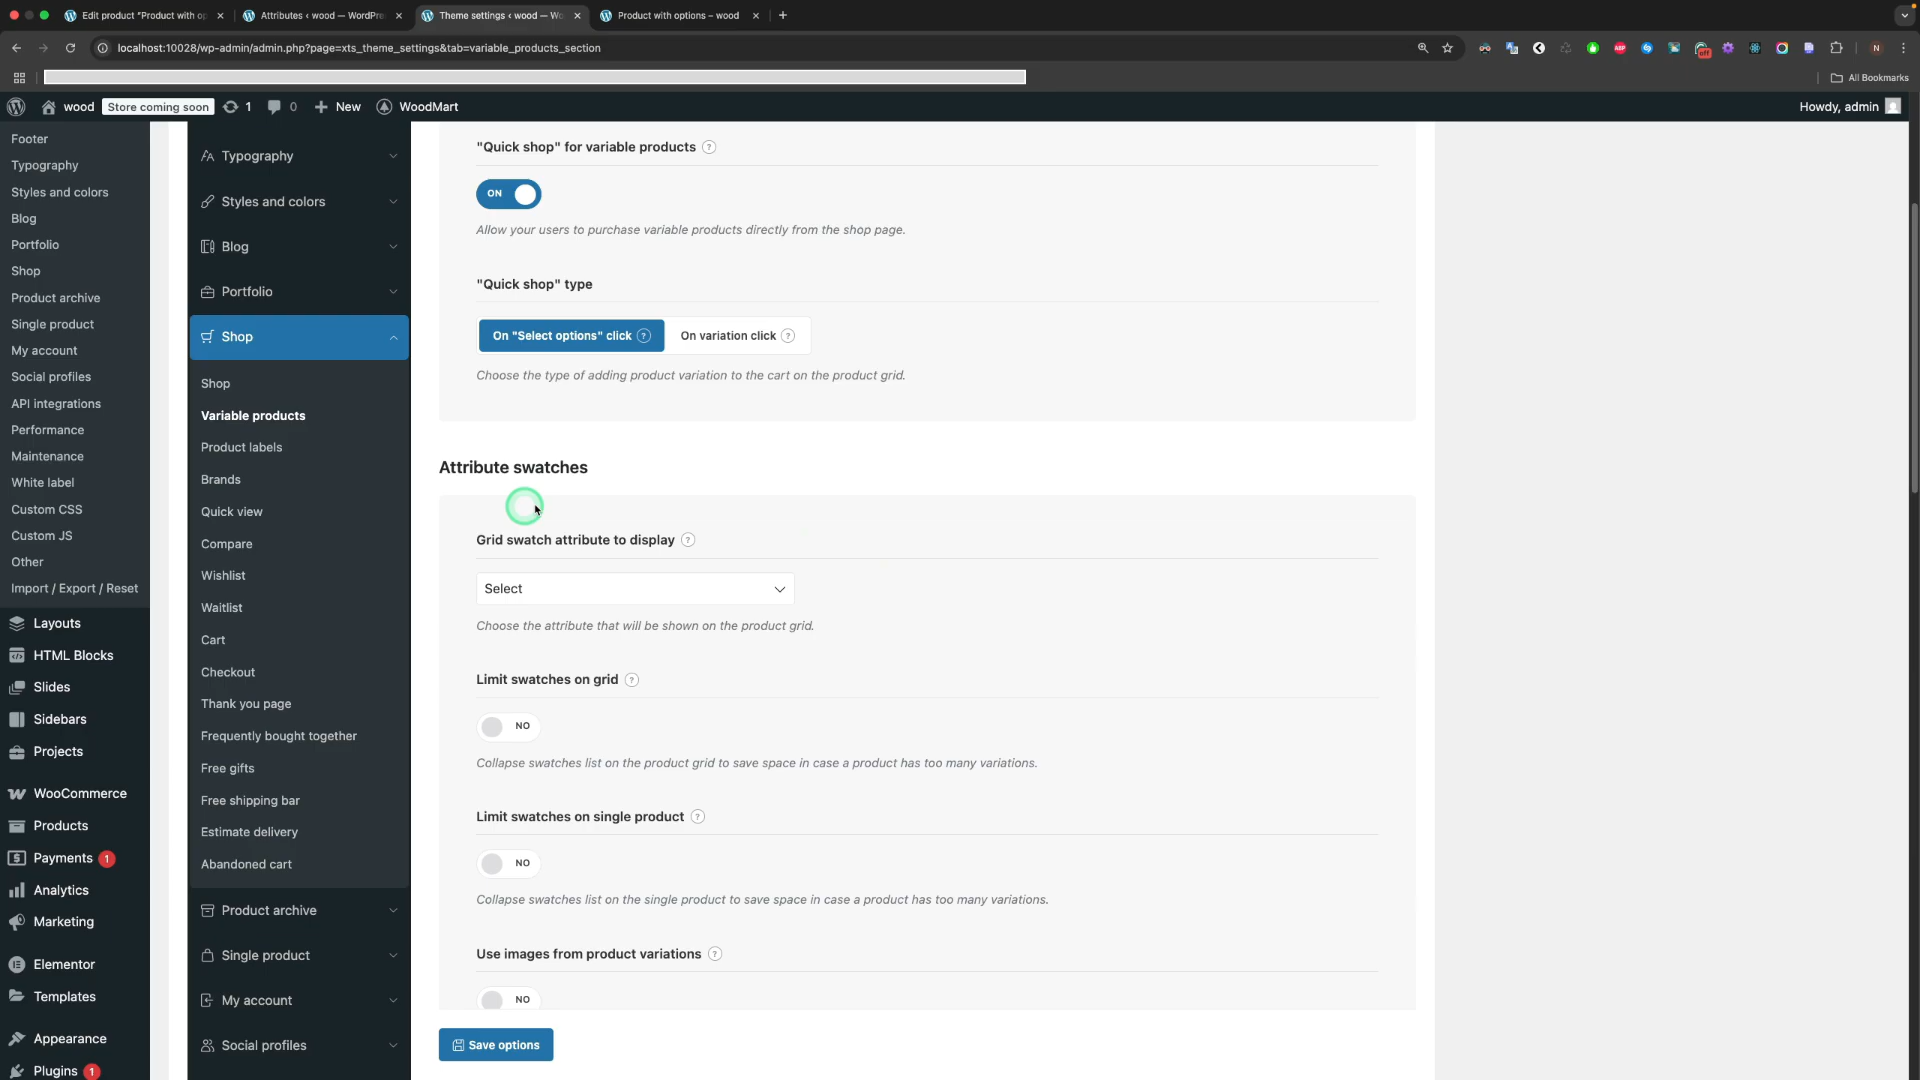 Edit product "Product with op
Attributes ‹ wood — WordPre
Theme settings ‹ wood — Wo
Product with options – wood
localhost:10028/wp-admin/admin.php?page=xts_theme_settings&tab=variable_products_section
ABP
off
N
All Bookmarks
wood
Store coming soon
1
0
New
WoodMart
Howdy, admin
Footer
Typography
Styles and colors
Blog
Portfolio
Shop
Product archive
Single product
My account
Social profiles
API integrations
Performance
Maintenance
White label
Custom CSS
Custom JS
Other
Import / Export / Reset
Layouts
HTML Blocks
Slides
Sidebars
Projects
WooCommerce
Products
Payments 1
Analytics
Marketing
Elementor
Templates
Appearance
Plugins 1
Typography
Styles and colors
Blog
Portfolio
Shop
Shop
Variable products
Product labels
Brands
Quick view
Compare
Wishlist
Waitlist
Cart
Checkout
Thank you page
Frequently bought together
Free gifts
Free shipping bar
Estimate delivery
Abandoned cart
Product archive
Single product
My account
Social profiles
"Quick shop" for variable products ?
ON
Allow your users to purchase variable products directly from the shop page.
"Quick shop" type
On "Select options" click ? On variation click ?
Choose the type of adding product variation to the cart on the product grid.
Attribute swatches
Grid swatch attribute to display ?
Select
Choose the attribute that will be shown on the product grid.
Limit swatches on grid ?
NO
Collapse swatches list on the product grid to save space in case a product has too many variations.
Limit swatches on single product ?
NO
Collapse swatches list on the single product to save space in case a product has too many variations.
Use images from product variations ?
NO
Save options